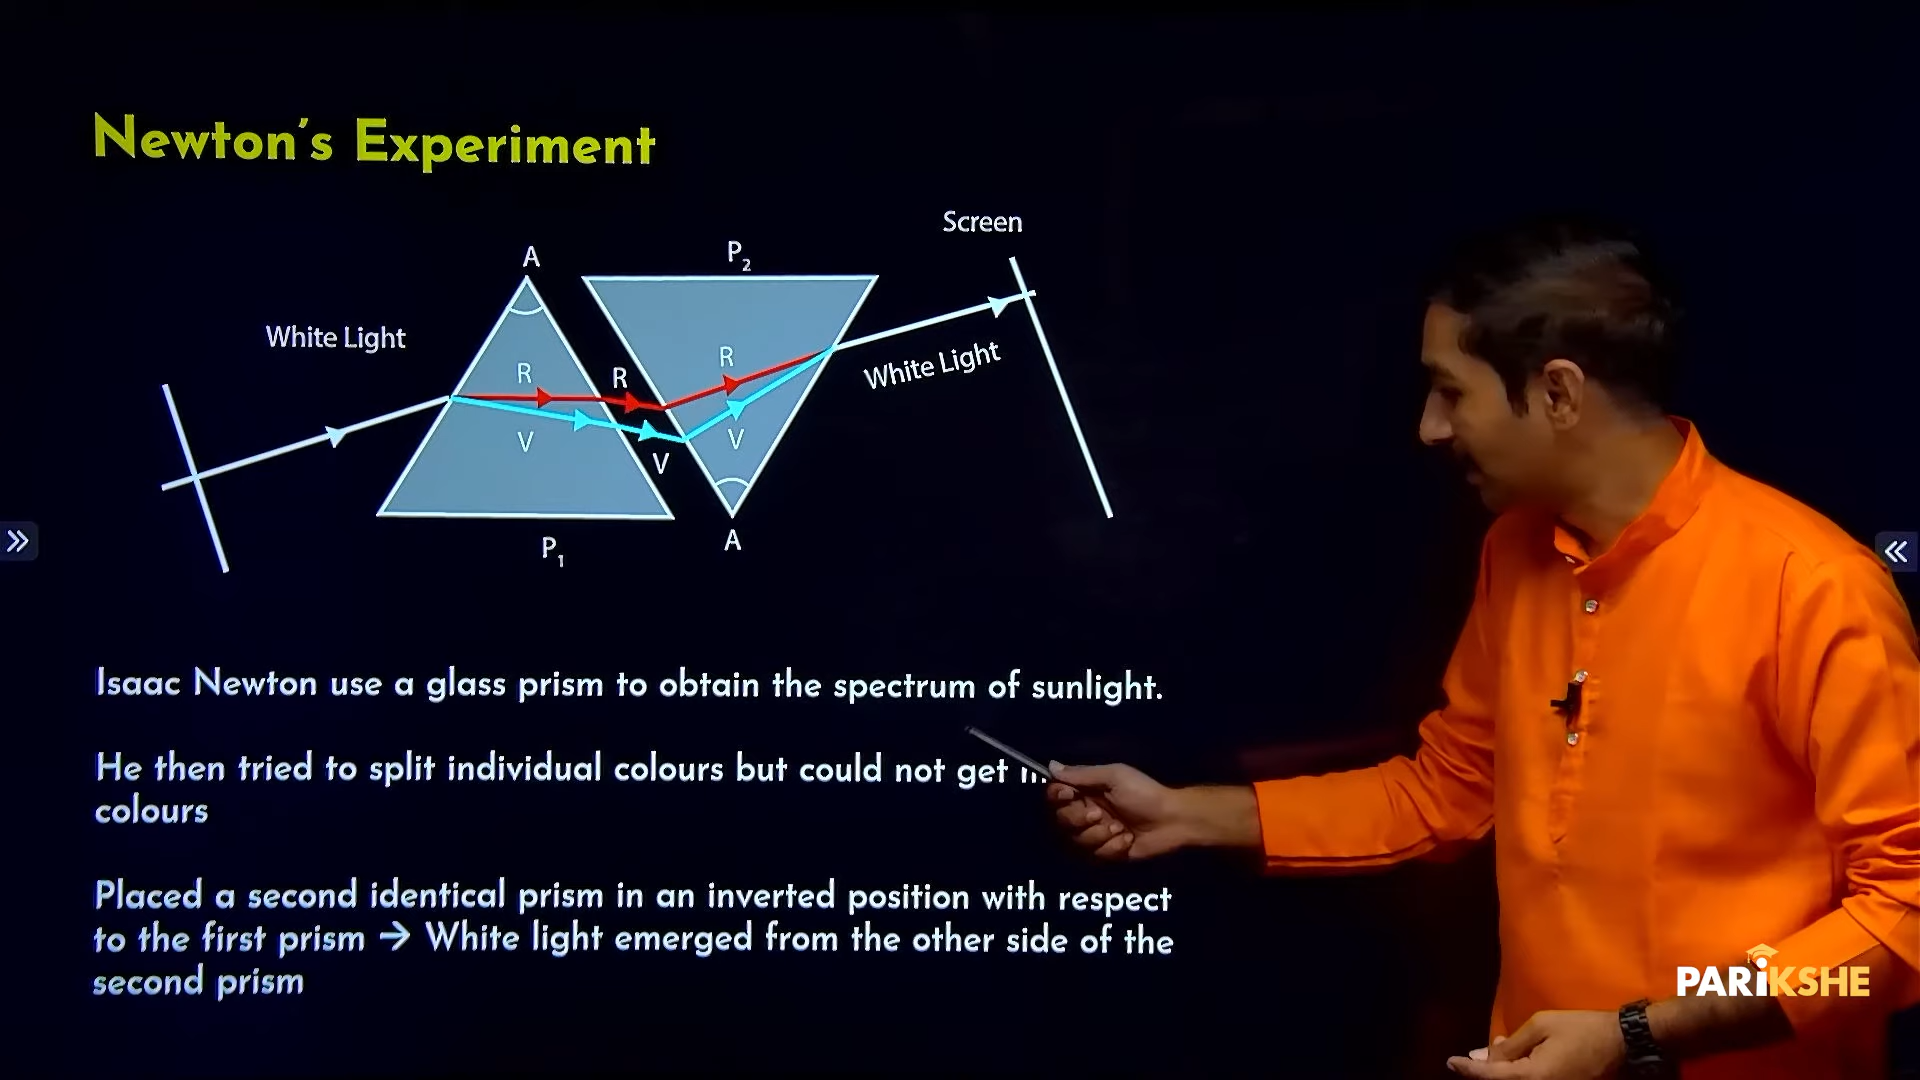 Newton's Experiment
Screen
A
P2
White Light
R
R
R
White Light
V
V
V
P1
A
Isaac Newton use a glass prism to obtain the spectrum of sunlight.
He then tried to split individual colours but could not get
colours
Placed a second identical prism in an inverted position with respect
to the first prism → White light emerged from the other side of the
second prism
PARiKSHE